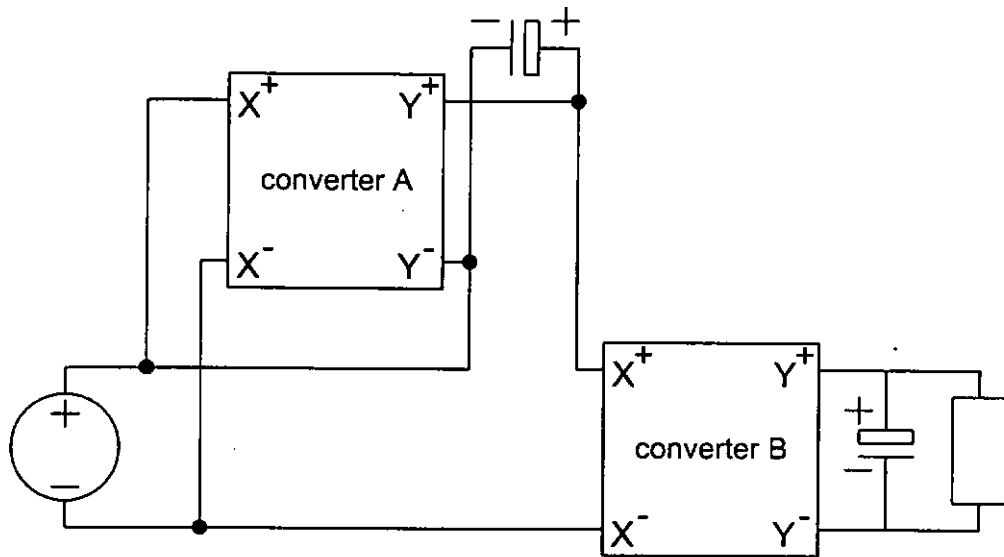 − +
X+ Y+
converter A
X− Y−
+
−
X+ Y+
converter B
X− Y−
+
−